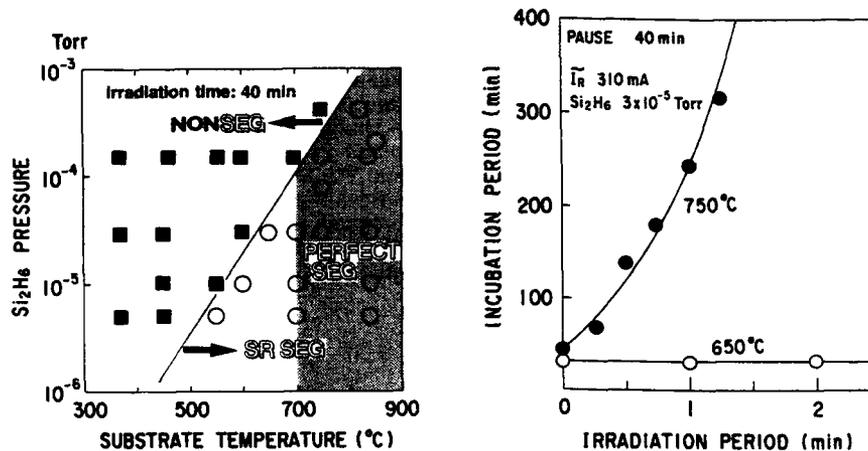 Torr
10⁻³
10⁻⁴
10⁻⁵
10⁻⁶
Si₂H₆ PRESSURE
Irradiation time: 40 min
NONSEG
PERFECT
SEG
SR SEG
300 500 700 900
SUBSTRATE TEMPERATURE (°C)
400
300
200
100
0 1 2
INCUBATION PERIOD (min)
PAUSE 40 min
ĨR 310 mA
Si₂H₆ 3x10⁻⁵ Torr
750°C
650°C
IRRADIATION PERIOD (min)